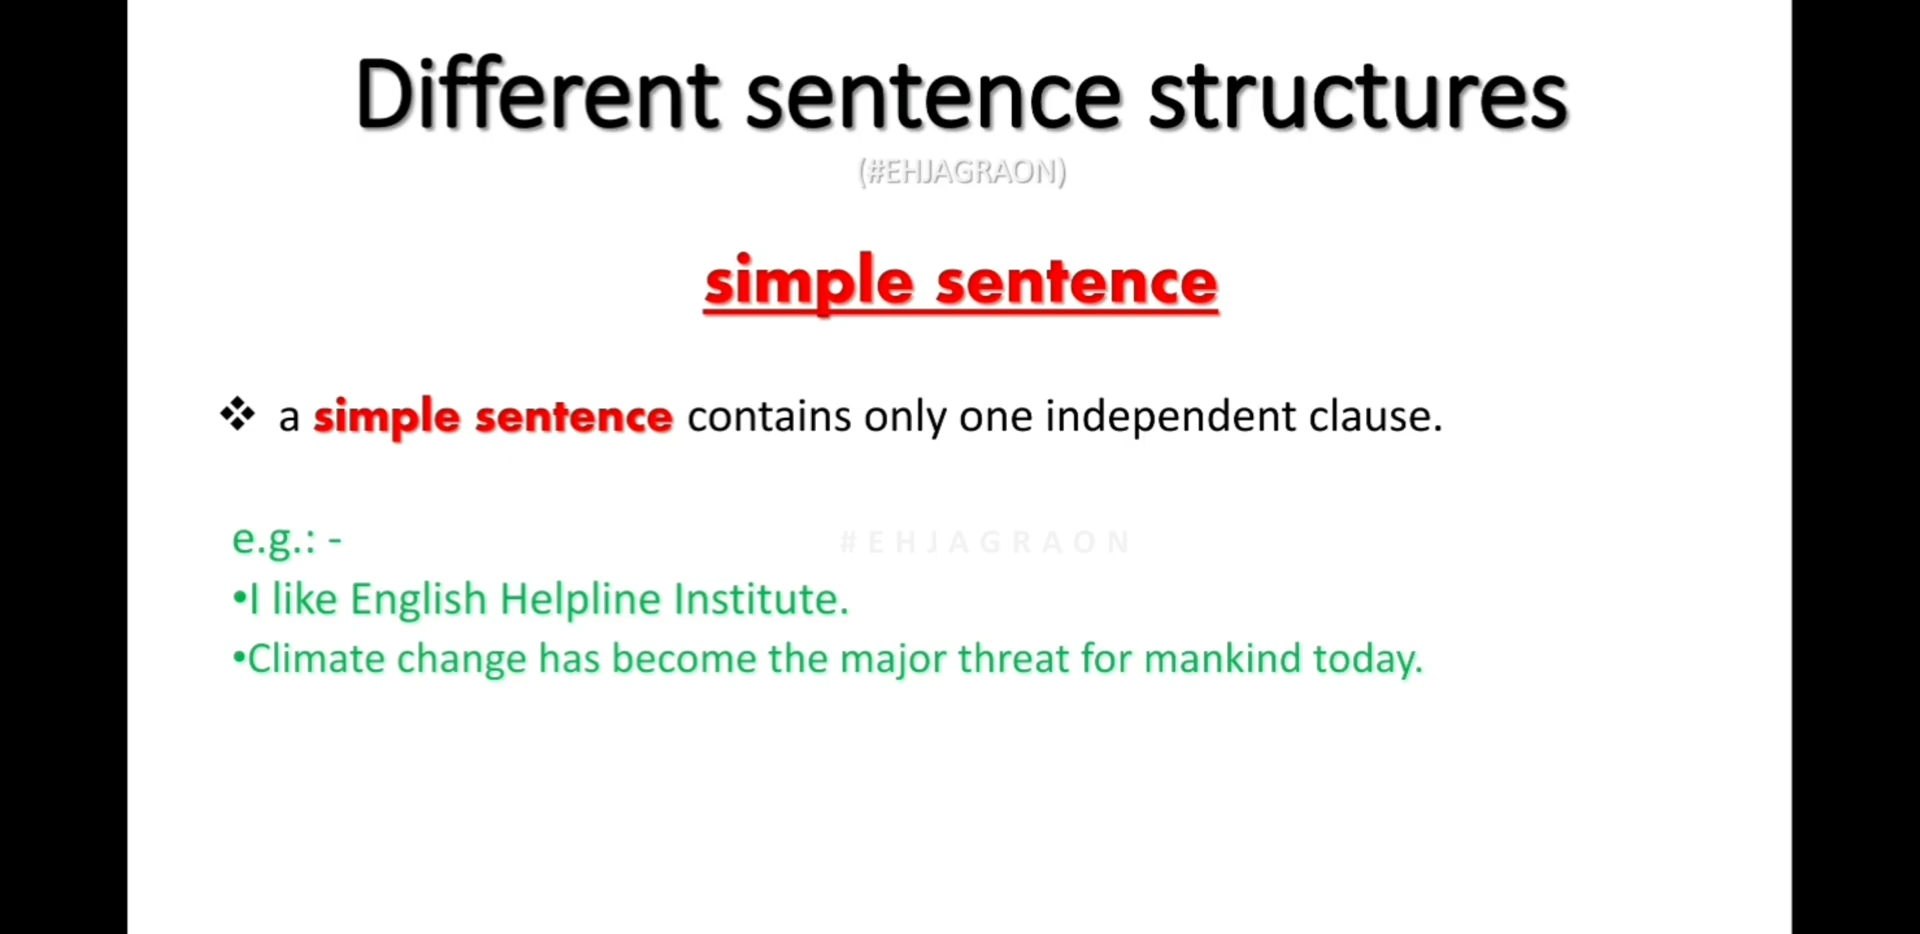 Different sentence structures
(#EHJAGRAON)
simple sentence
❖ a simple sentence contains only one independent clause.
e.g.: -
#EHJAGRAON
•I like English Helpline Institute.
•Climate change has become the major threat for mankind today.